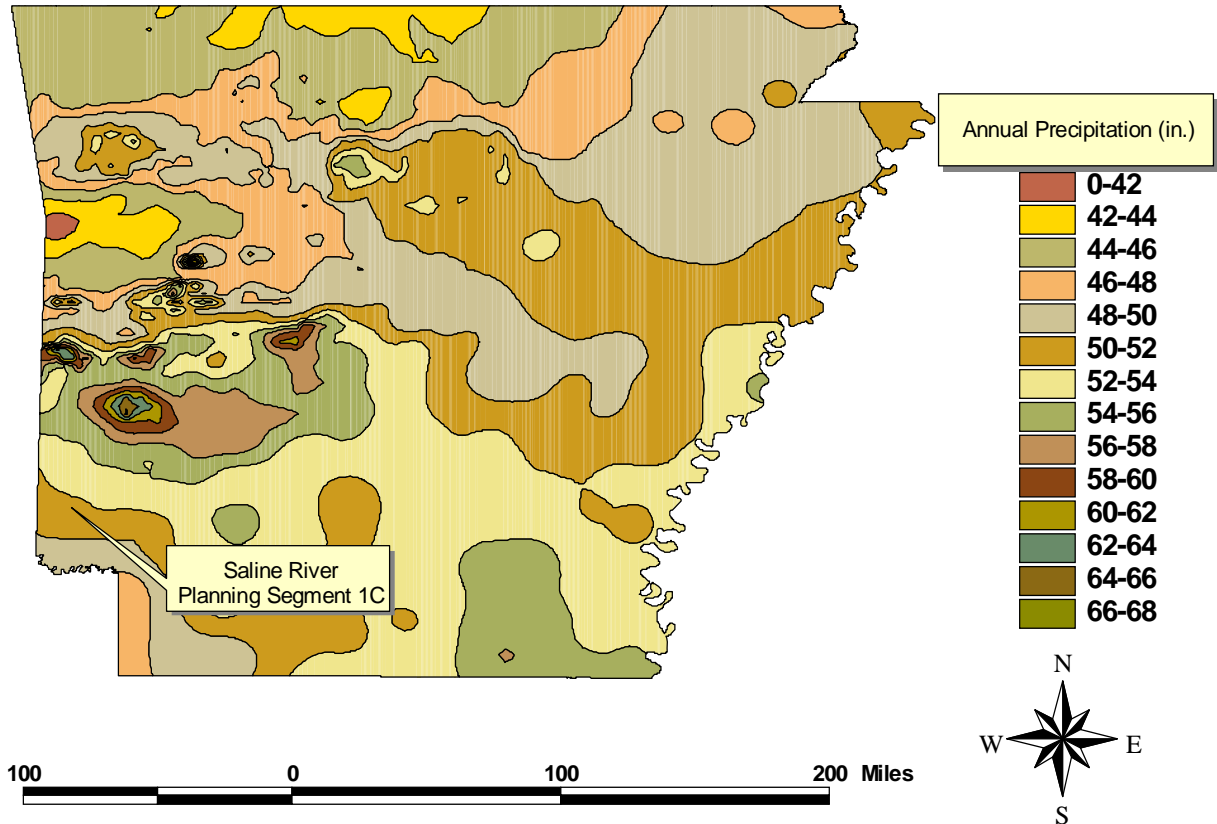 Annual Precipitation (in.)
0-42
42-44
44-46
46-48
48-50
50-52
52-54
54-56
56-58
58-60
60-62
62-64
64-66
66-68
Saline River
Planning Segment 1C
N
W E
S
100 0 100 200 Miles